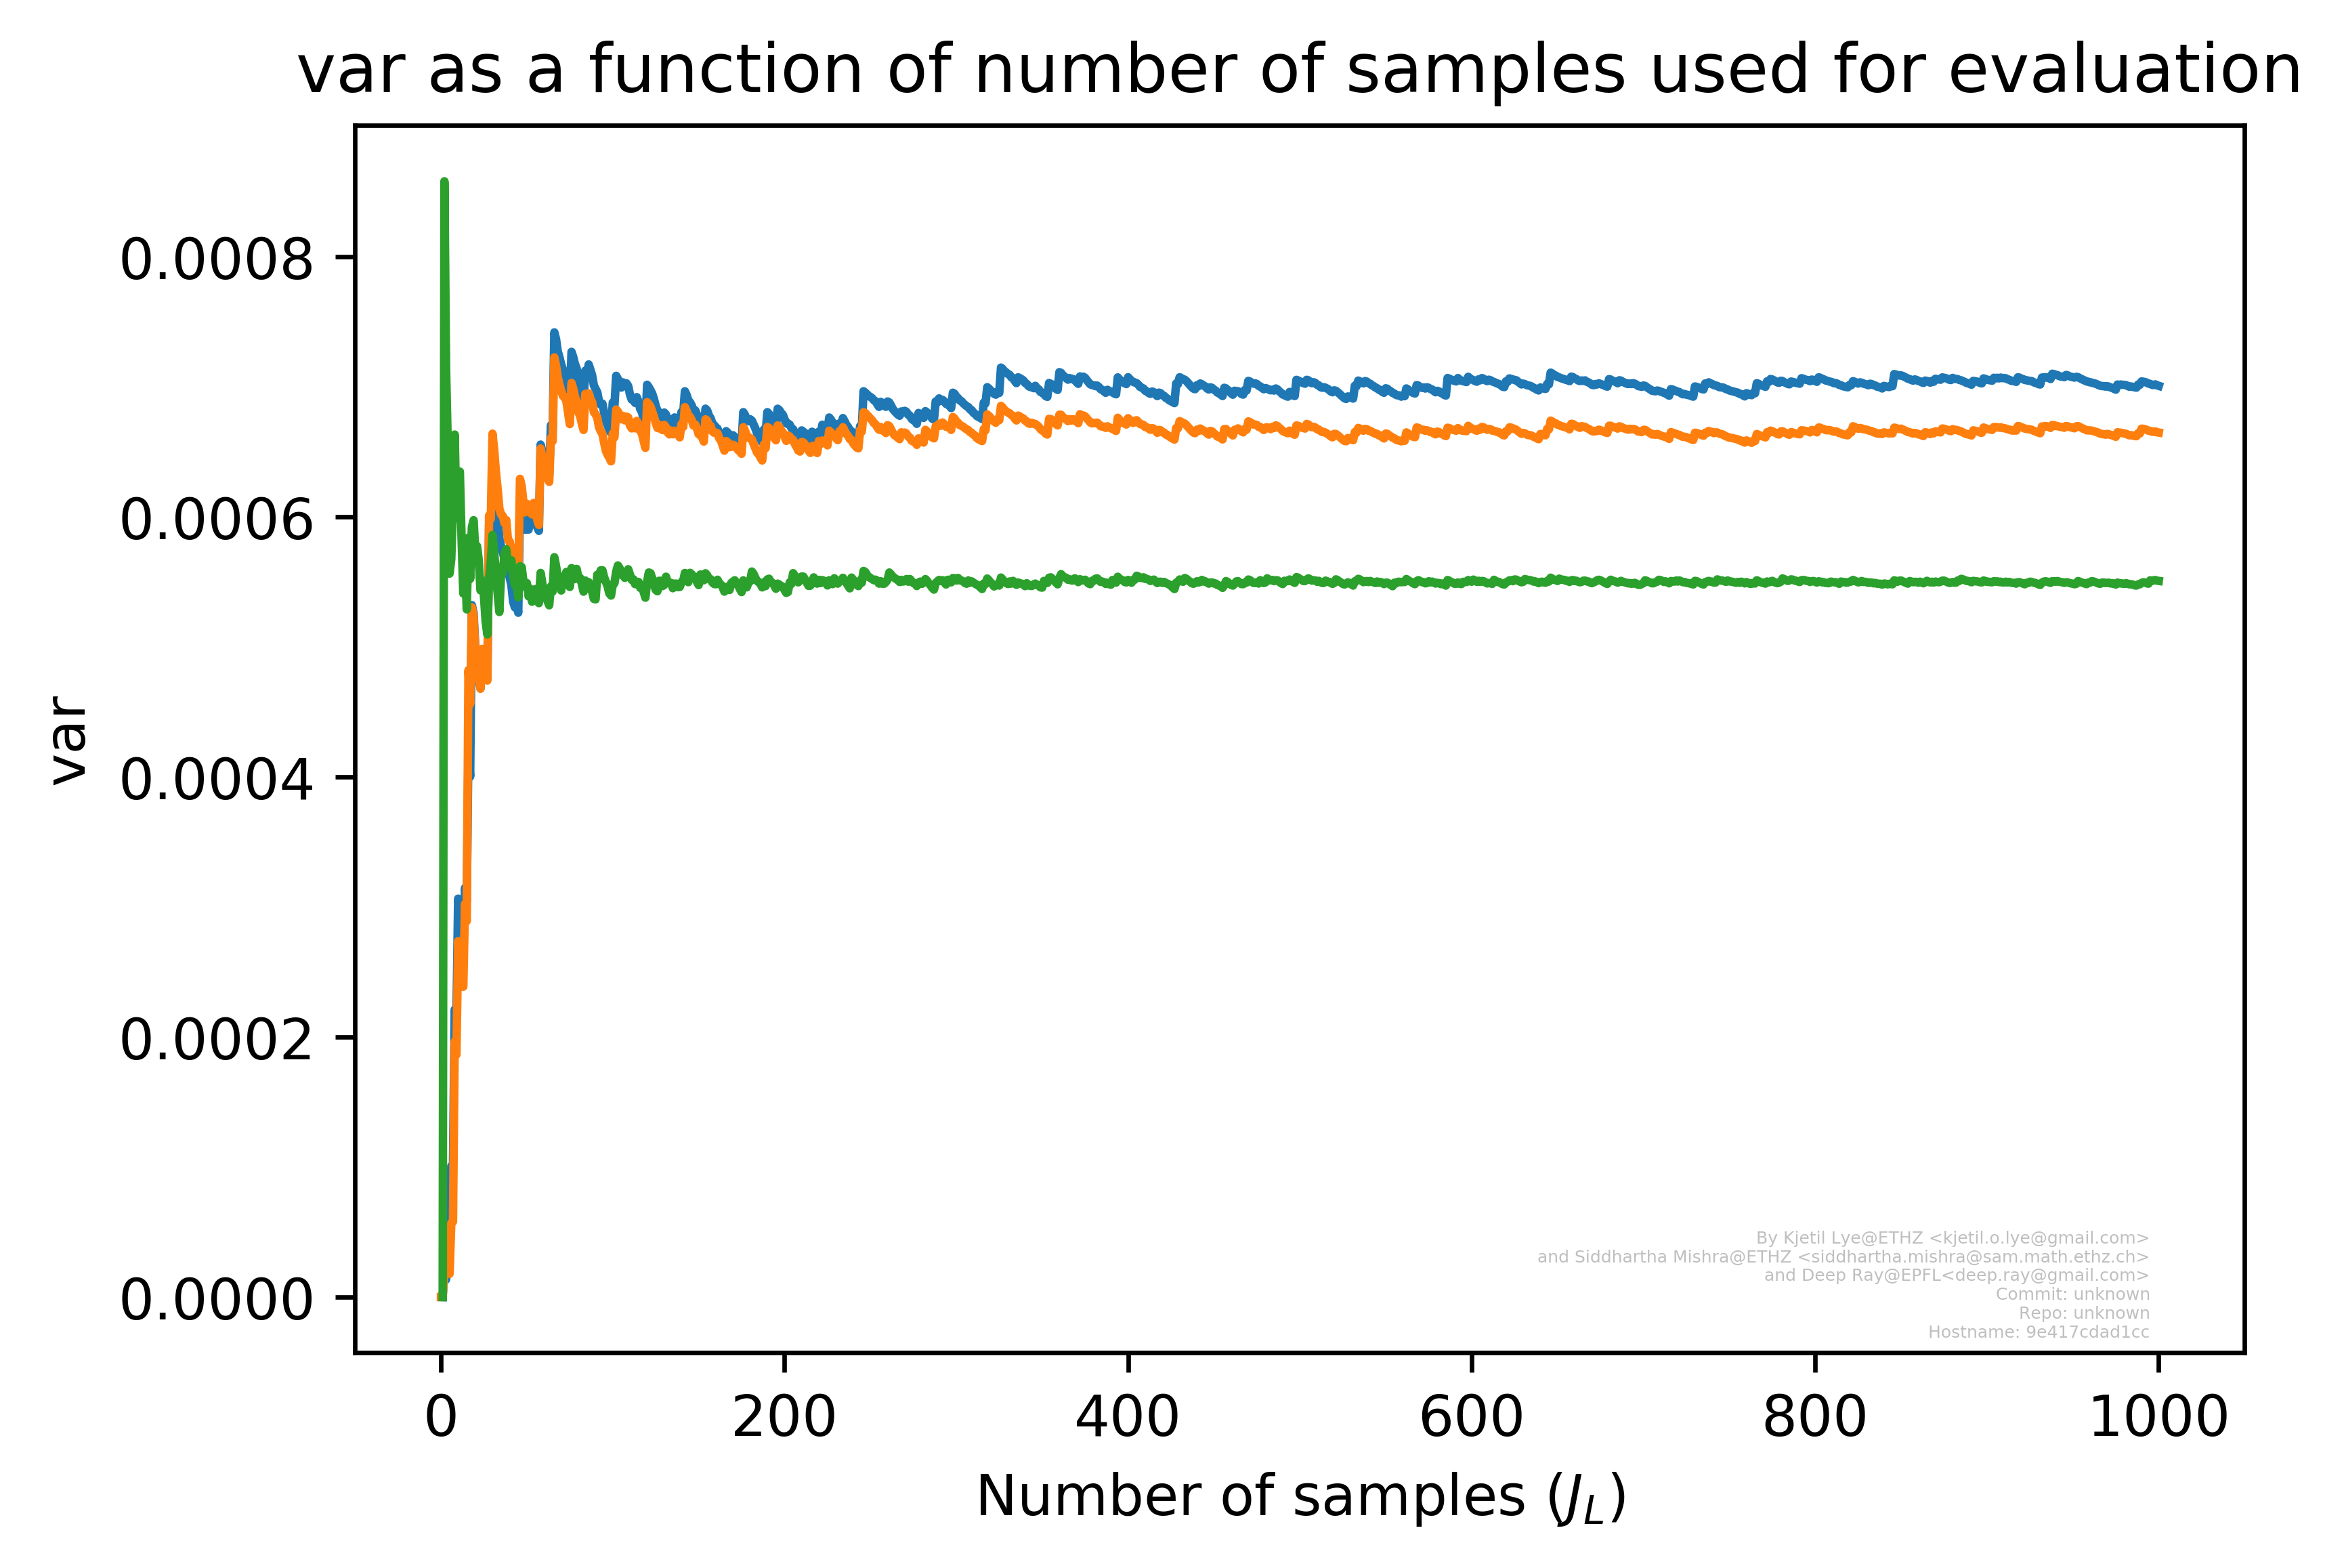 var as a function of number of samples used for evaluation
0.0008
0.0006
0.0004
0.0002
0.0000
var
By Kjetil Lye@ETHZ <kjetil.o.lye@gmail.com>
and Siddhartha Mishra@ETHZ <siddhartha.mishra@sam.math.ethz.ch>
and Deep Ray@EPFL<deep.ray@gmail.com>
Commit: unknown
Repo: unknown
Hostname: 9e417cdad1cc
0 200 400 600 800 1000
Number of samples (J_L)